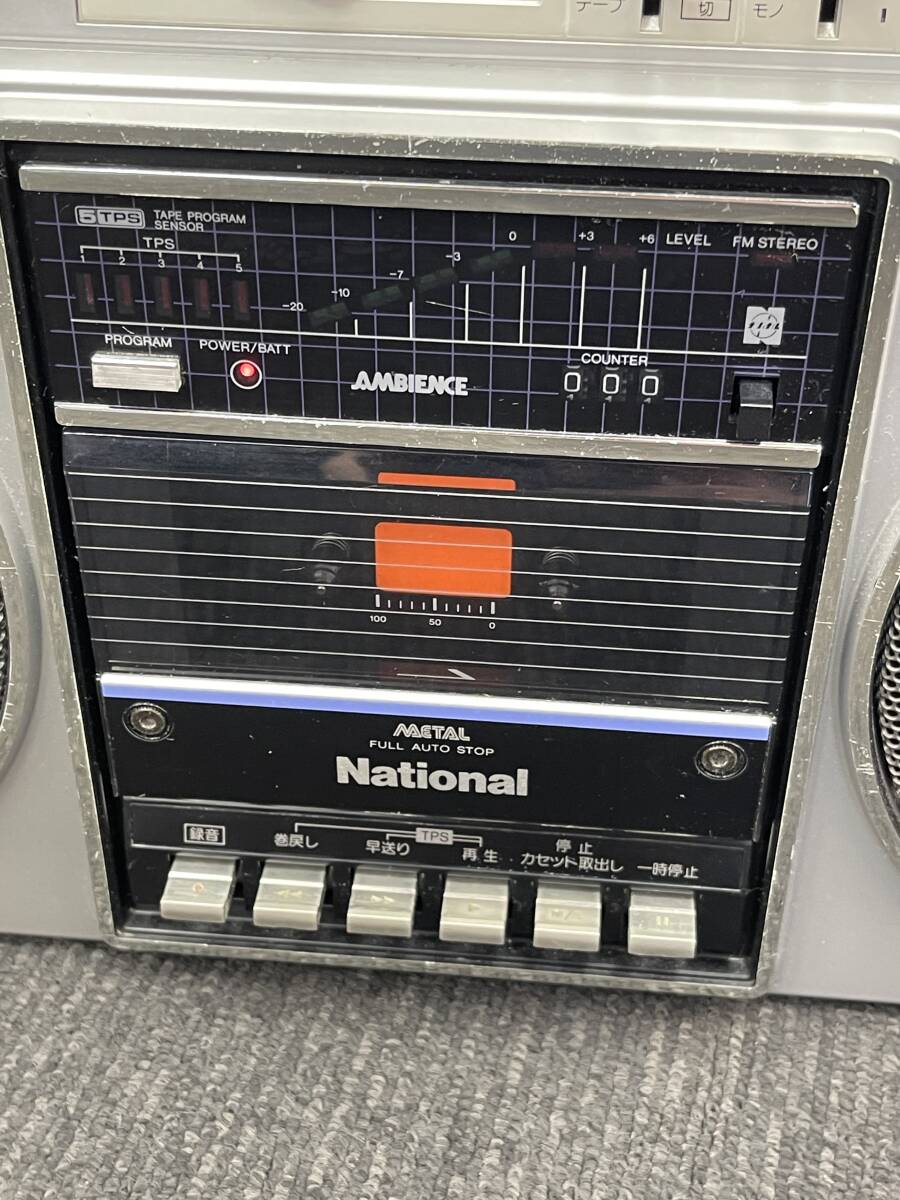 テープ 切 モノ
5TPS TAPE PROGRAM
SENSOR
TPS
1 2 3 4 5
-20 -10 -7 -3 0 +3 +6 LEVEL FM STEREO
PROGRAM POWER/BATT
AMBIENCE
COUNTER
0 0 0
100 50 0
METAL
FULL AUTO STOP
National
録音 巻戻し 早送り TPS 再生 停止 一時停止
カセット取出し